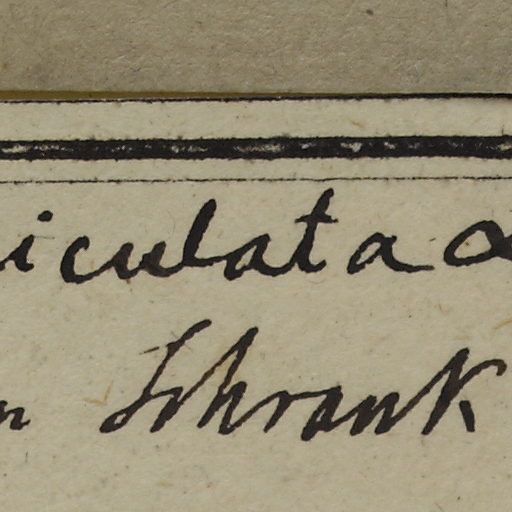 iculata α
n Schrank